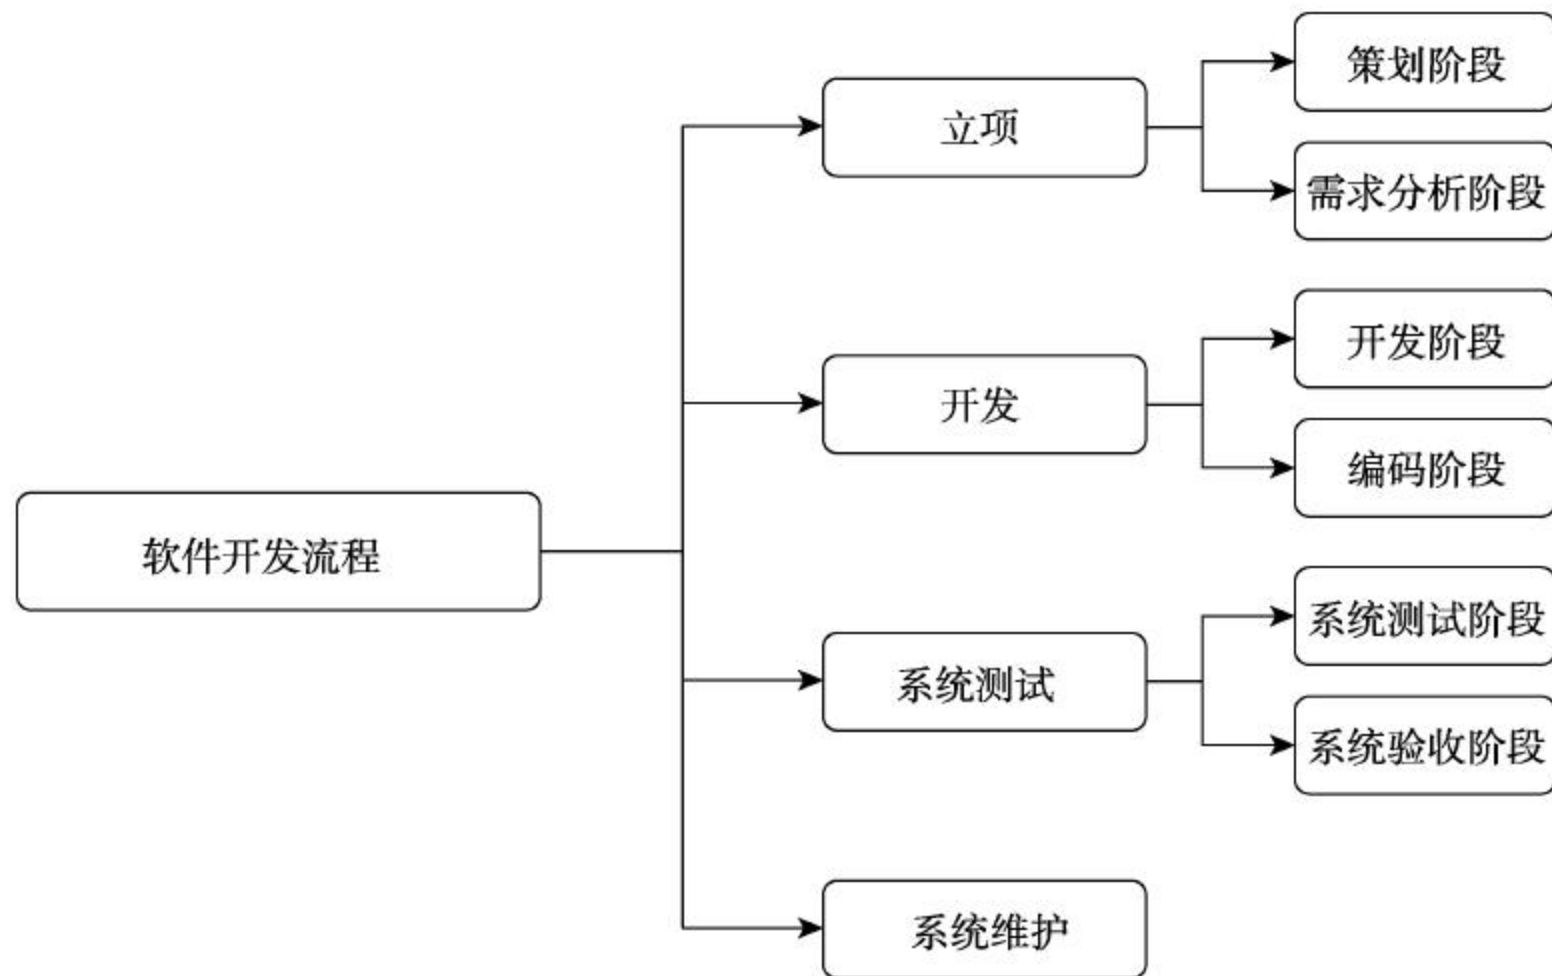 策划阶段
立项
需求分析阶段
开发阶段
开发
编码阶段
软件开发流程
系统测试阶段
系统测试
系统验收阶段
系统维护